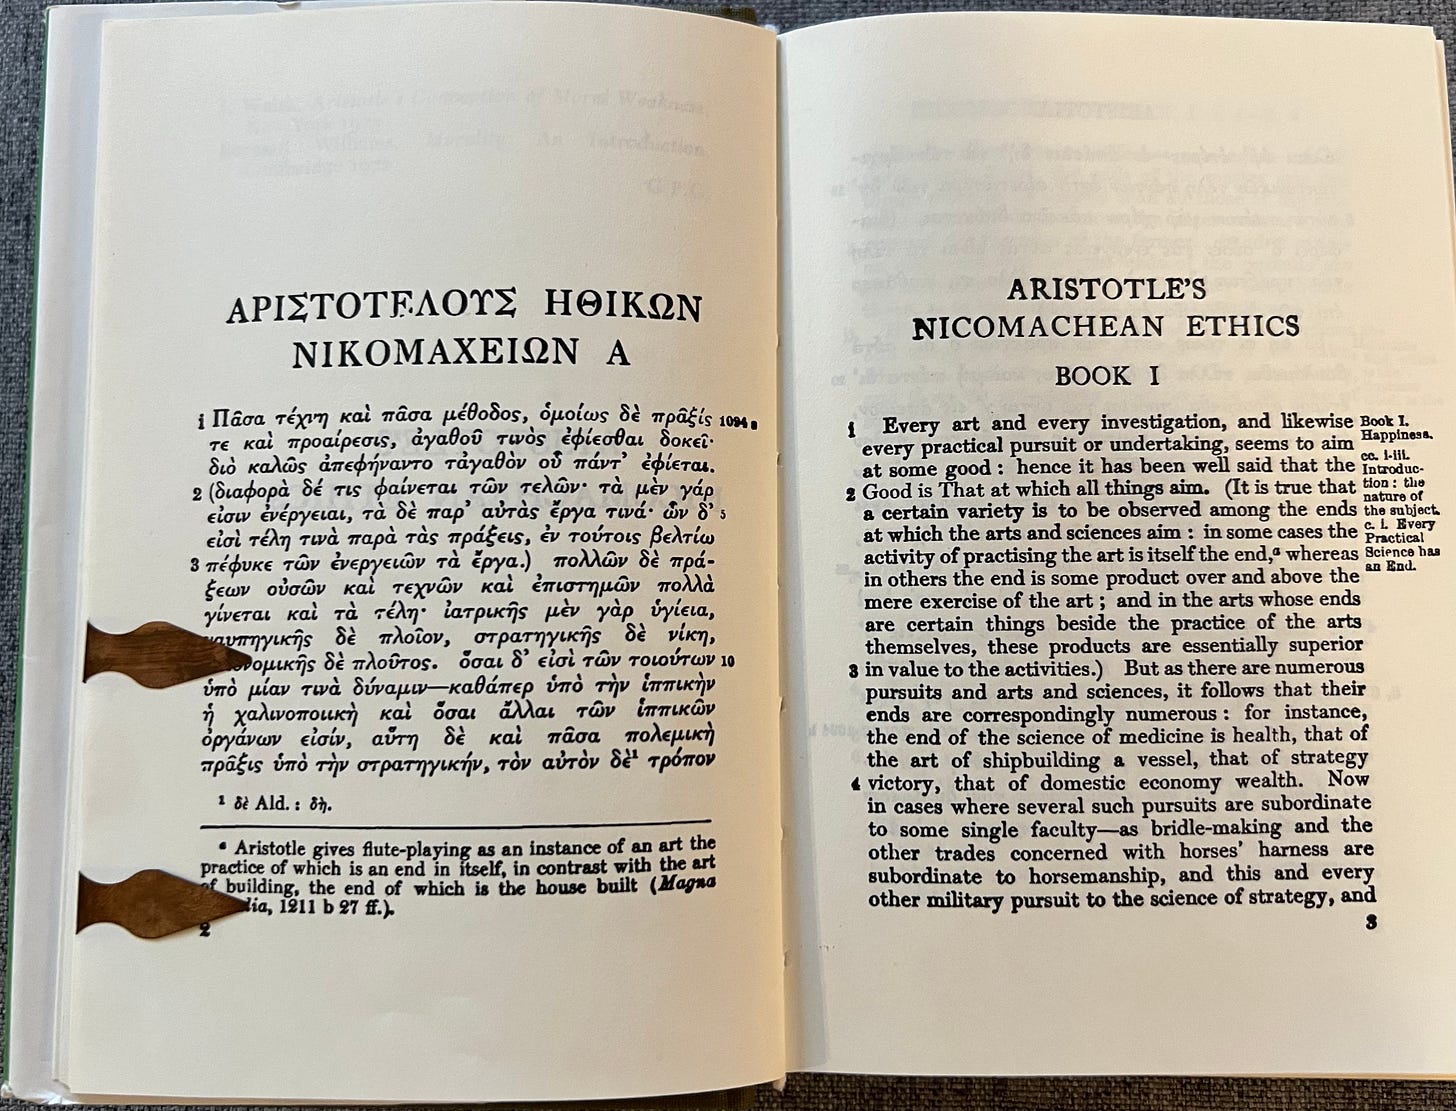 ΑΡΙΣΤΟΤΕΛΟΥΣ ΗΘΙΚΩΝ
ΝΙΚΟΜΑΧΕΙΩΝ Α
i Πᾶσα τέχνη καὶ πᾶσα μέθοδος, ὁμοίως δὲ πρᾶξίς 1094 a
τε καὶ προαίρεσις, ἀγαθοῦ τινὸς ἐφίεσθαι δοκεῖ·
διὸ καλῶς ἀπεφήναντο τἀγαθὸν οὗ πάντ’ ἐφίεται.
2 (διαφορὰ δέ τις φαίνεται τῶν τελῶν· τὰ μὲν γάρ
εἰσιν ἐνέργειαι, τὰ δὲ παρ’ αὐτὰς ἔργα τινά· ὧν δ’ 5
εἰσὶ τέλη τινὰ παρὰ τὰς πράξεις, ἐν τούτοις βελτίω
3 πέφυκε τῶν ἐνεργειῶν τὰ ἔργα.) πολλῶν δὲ πρά-
ξεων οὐσῶν καὶ τεχνῶν καὶ ἐπιστημῶν πολλὰ
γίνεται καὶ τὰ τέλη· ἰατρικῆς μὲν γὰρ ὑγίεια,
δὲ πλοῖον, στρατηγικῆς δὲ νίκη,
δὲ πλοῦτος. ὅσαι δ’ εἰσὶ τῶν τοιούτων 10
ὑπὸ μίαν τινὰ δύναμιν—καθάπερ ὑπὸ τὴν ἱππικὴν
ἡ χαλινοποιικὴ καὶ ὅσαι ἄλλαι τῶν ἱππικῶν
ὀργάνων εἰσίν, αὕτη δὲ καὶ πᾶσα πολεμικὴ
πρᾶξις ὑπὸ τὴν στρατηγικήν, τὸν αὐτὸν δὲ¹ τρόπον
¹ δὲ Ald. : δὴ.
ᵃ Aristotle gives flute-playing as an instance of an art the
practice of which is an end in itself, in contrast with the art
of building, the end of which is the house built (Magna
1211 b 27 ff.).
2
ARISTOTLE’S
NICOMACHEAN ETHICS
BOOK I
1 Every art and every investigation, and likewise
every practical pursuit or undertaking, seems to aim
at some good : hence it has been well said that the
2 Good is That at which all things aim. (It is true that
a certain variety is to be observed among the ends
at which the arts and sciences aim : in some cases the
activity of practising the art is itself the end,ᵃ whereas
in others the end is some product over and above the
mere exercise of the art ; and in the arts whose ends
are certain things beside the practice of the arts
themselves, these products are essentially superior
3 in value to the activities.) But as there are numerous
pursuits and arts and sciences, it follows that their
ends are correspondingly numerous : for instance,
the end of the science of medicine is health, that of
the art of shipbuilding a vessel, that of strategy
4 victory, that of domestic economy wealth. Now
in cases where several such pursuits are subordinate
to some single faculty—as bridle-making and the
other trades concerned with horses’ harness are
subordinate to horsemanship, and this and every
other military pursuit to the science of strategy, and
Book I.
Happiness.
cc. i-iii.
Introduc-
tion : the
nature of
the subject.
c. i. Every
Practical
Science has
an End.
3